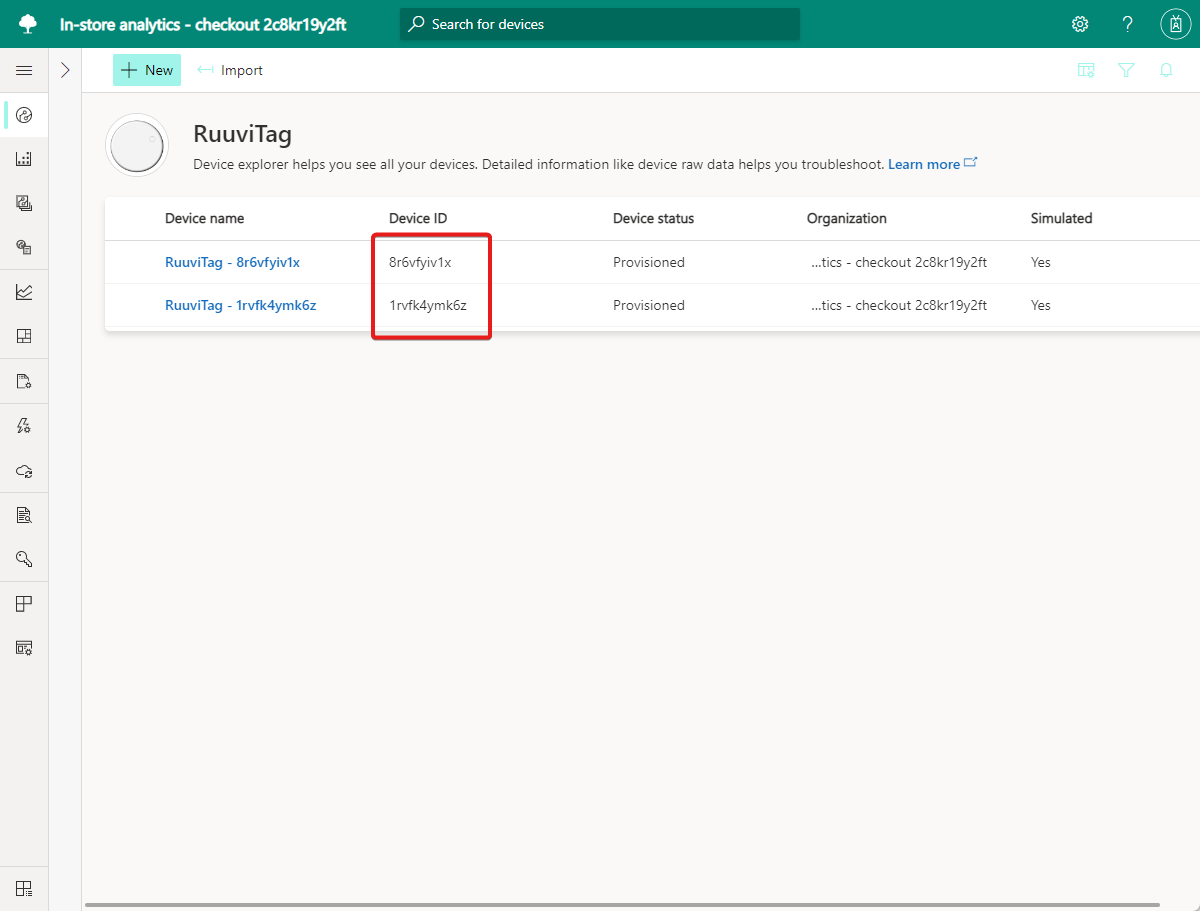 In-store analytics - checkout 2c8kr19y2ft
Search for devices
New
Import
RuuviTag
Device explorer helps you see all your devices. Detailed information like device raw data helps you troubleshoot. Learn more
Device name Device ID Device status Organization Simulated
RuuviTag - 8r6vfyiv1x 8r6vfyiv1x Provisioned ...tics - checkout 2c8kr19y2ft Yes
RuuviTag - 1rvfk4ymk6z 1rvfk4ymk6z Provisioned ...tics - checkout 2c8kr19y2ft Yes